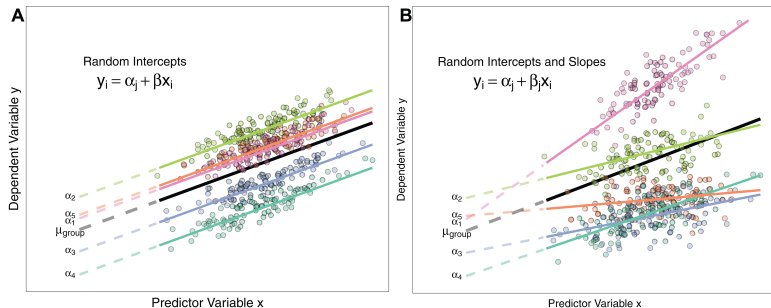 A
Random Intercepts
yᵢ = αⱼ + βxᵢ
Dependent Variable y
α₂
α₅
α₁
μgroup
α₃
α₄
Predictor Variable x
B
Random Intercepts and Slopes
yᵢ = αⱼ + βⱼxᵢ
Dependent Variable y
α₂
α₅
α₁
μgroup
α₃
α₄
Predictor Variable x